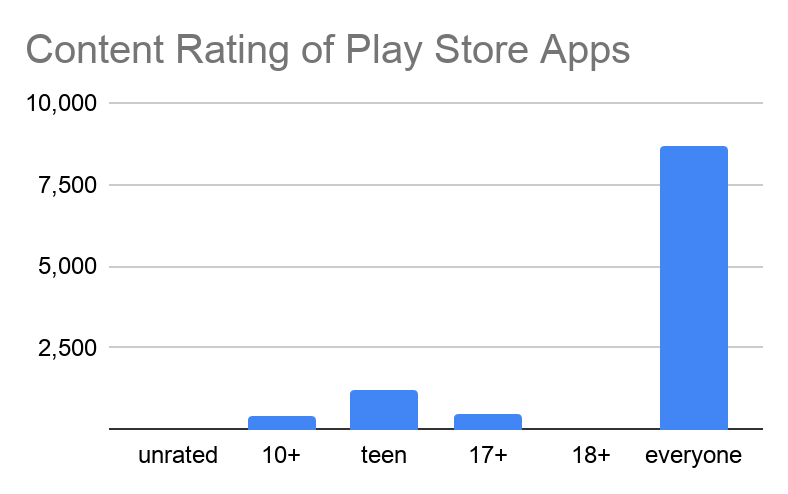 Content Rating of Play Store Apps
10,000
7,500
5,000
2,500
unrated 10+ teen 17+ 18+ everyone